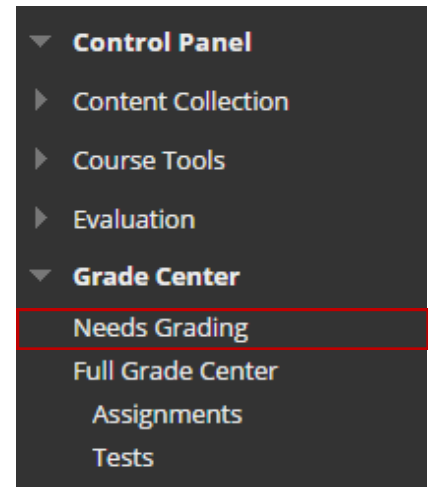 Control Panel
Content Collection
Course Tools
Evaluation
Grade Center
Needs Grading
Full Grade Center
Assignments
Tests